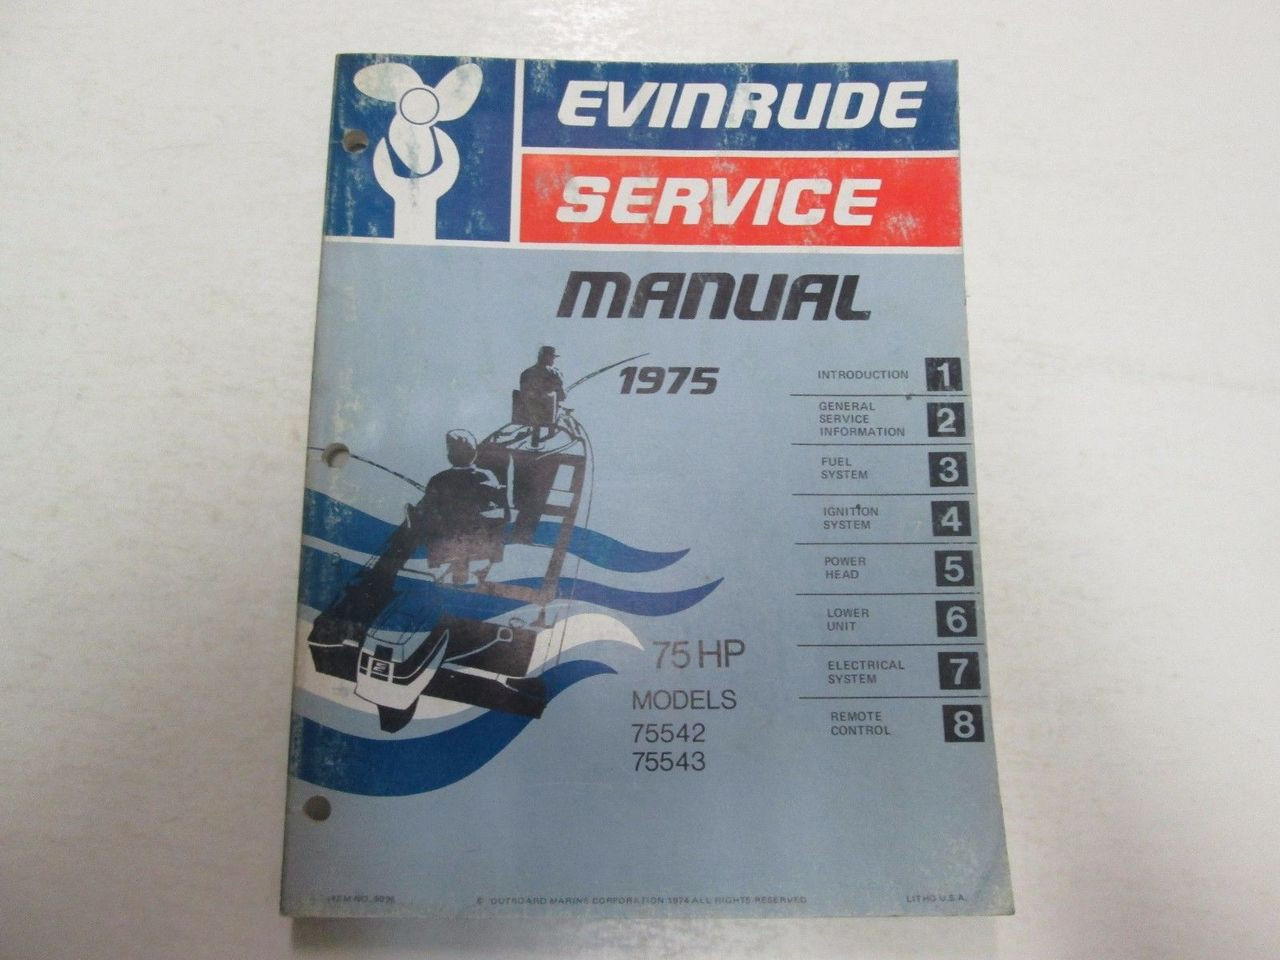 EVINRUDE
SERVICE
MANUAL
1975
INTRODUCTION 1
GENERAL
SERVICE
INFORMATION 2
FUEL
SYSTEM 3
IGNITION
SYSTEM 4
POWER
HEAD 5
LOWER
UNIT 6
ELECTRICAL
SYSTEM 7
REMOTE
CONTROL 8
75 HP
MODELS
75542
75543
ITEM NO.
© OUTBOARD MARINE CORPORATION 1974 ALL RIGHTS RESERVED
LITHO U.S.A.